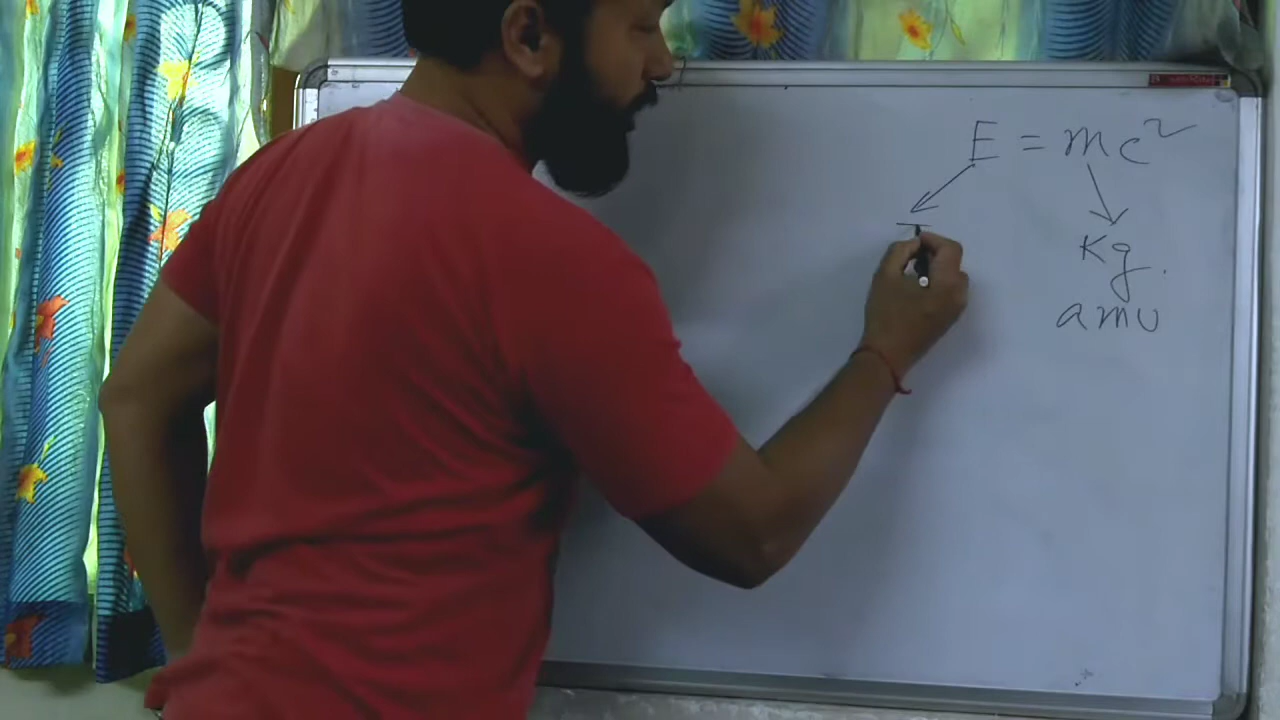 E = mc²
Kg.
amu